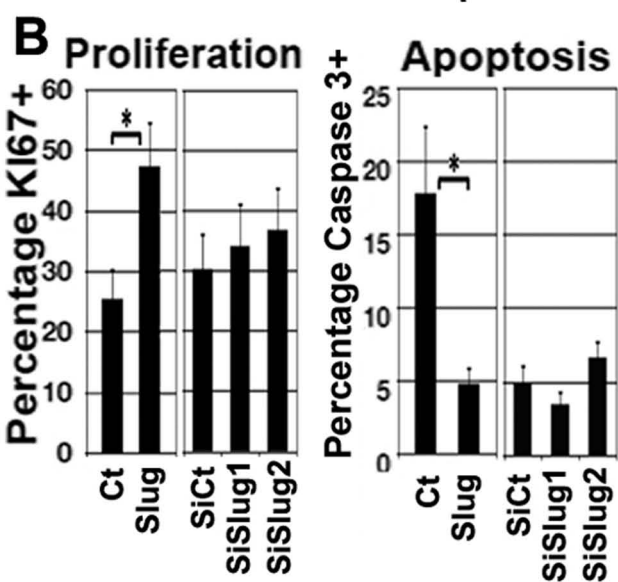 B
Proliferation
Percentage KI67+
60
50
40
30
20
10
0
*
Ct
Slug
SiCt
SiSlug1
SiSlug2
Apoptosis
Percentage Caspase 3+
25
20
15
10
5
0
*
Ct
Slug
SiCt
SiSlug1
SiSlug2